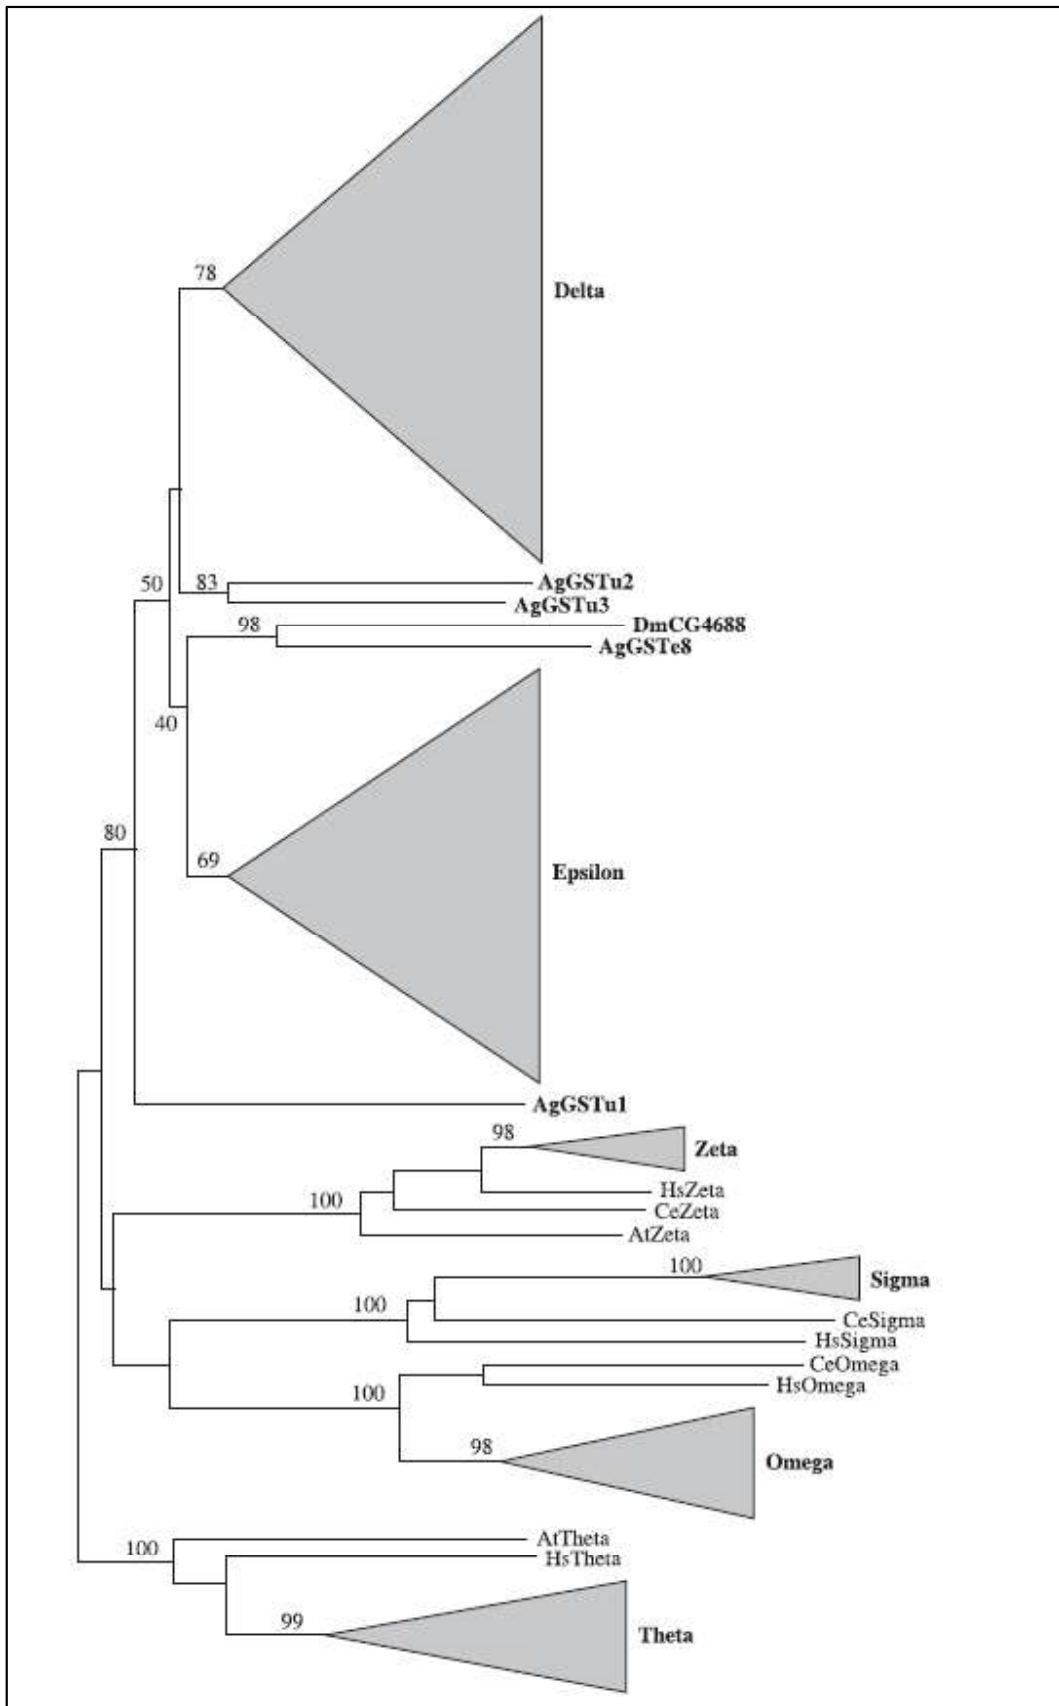 78
Delta
AgGSTu2
50
83
AgGSTu3
DmCG4688
98
AgGSTe8
40
80
69
Epsilon
AgGSTu1
98
Zeta
HsZeta
100
CeZeta
AtZeta
100
Sigma
100
CeSigma
HsSigma
CeOmega
HsOmega
100
98
Omega
AtTheta
100
HsTheta
99
Theta